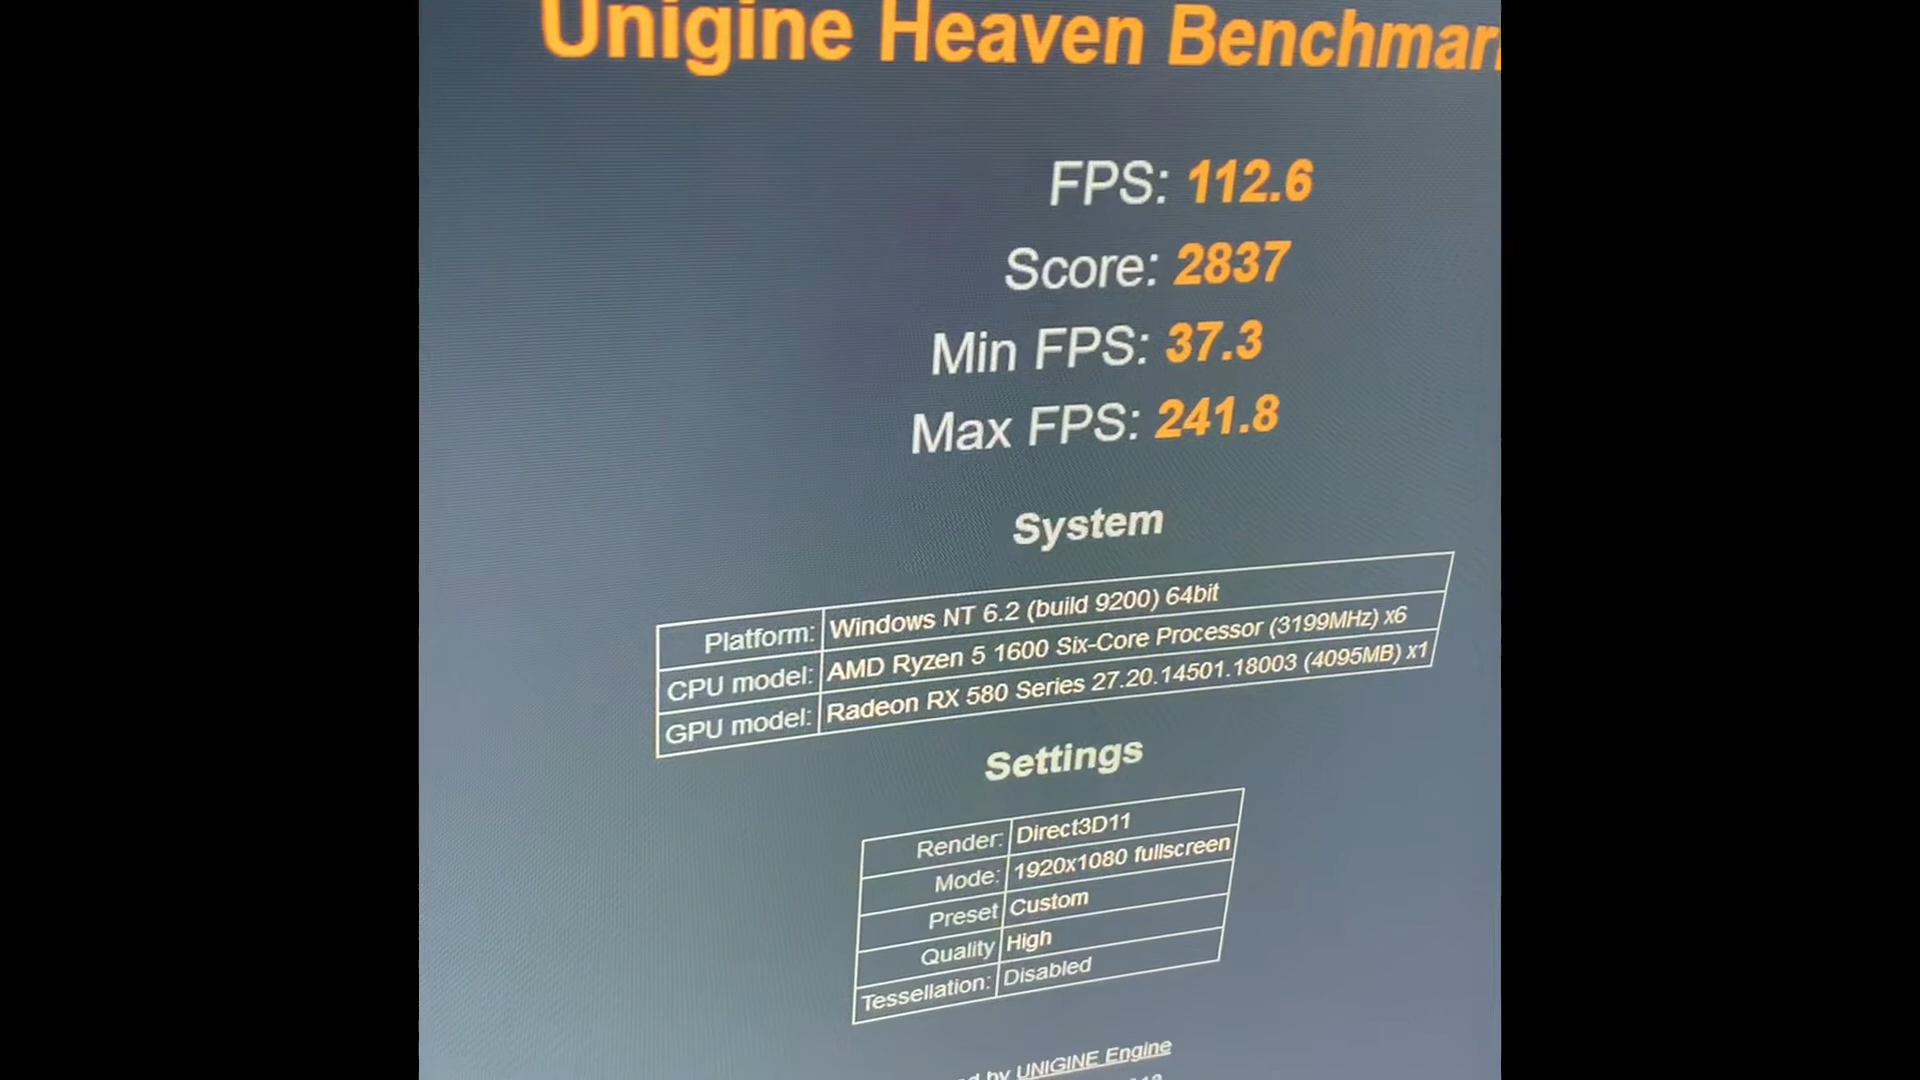 Unigine Heaven Benchmar
FPS: 112.6
Score: 2837
Min FPS: 37.3
Max FPS: 241.8
System
Platform: Windows NT 6.2 (build 9200) 64bit
CPU model: AMD Ryzen 5 1600 Six-Core Processor (3199MHz) x6
GPU model: Radeon RX 580 Series 27.20.14501.18003 (4095MB) x1
Settings
Render: Direct3D11
Mode: 1920x1080 fullscreen
Preset Custom
Quality High
Tessellation: Disabled
by UNIGINE Engine